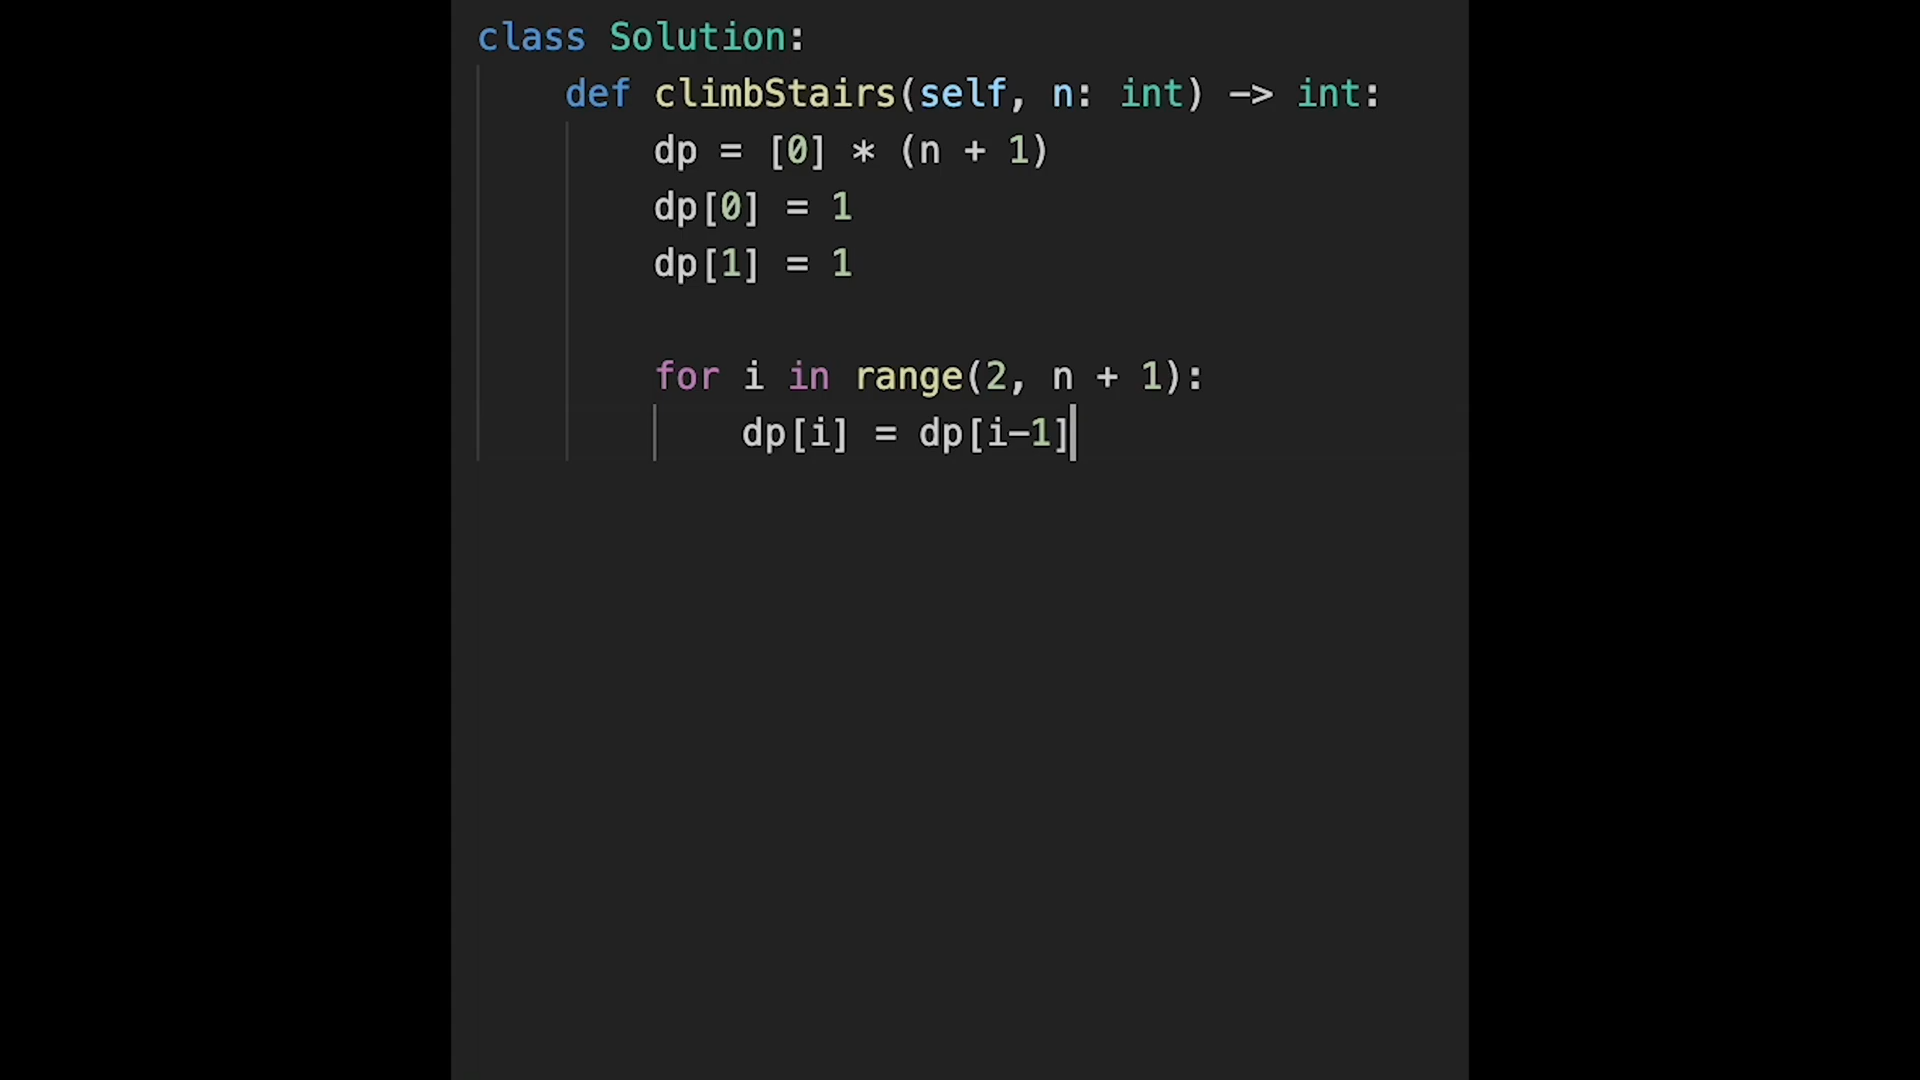 class Solution:
    def climbStairs(self, n: int) -> int:
        dp = [0] * (n + 1)
        dp[0] = 1
        dp[1] = 1

        for i in range(2, n + 1):
            dp[i] = dp[i-1]